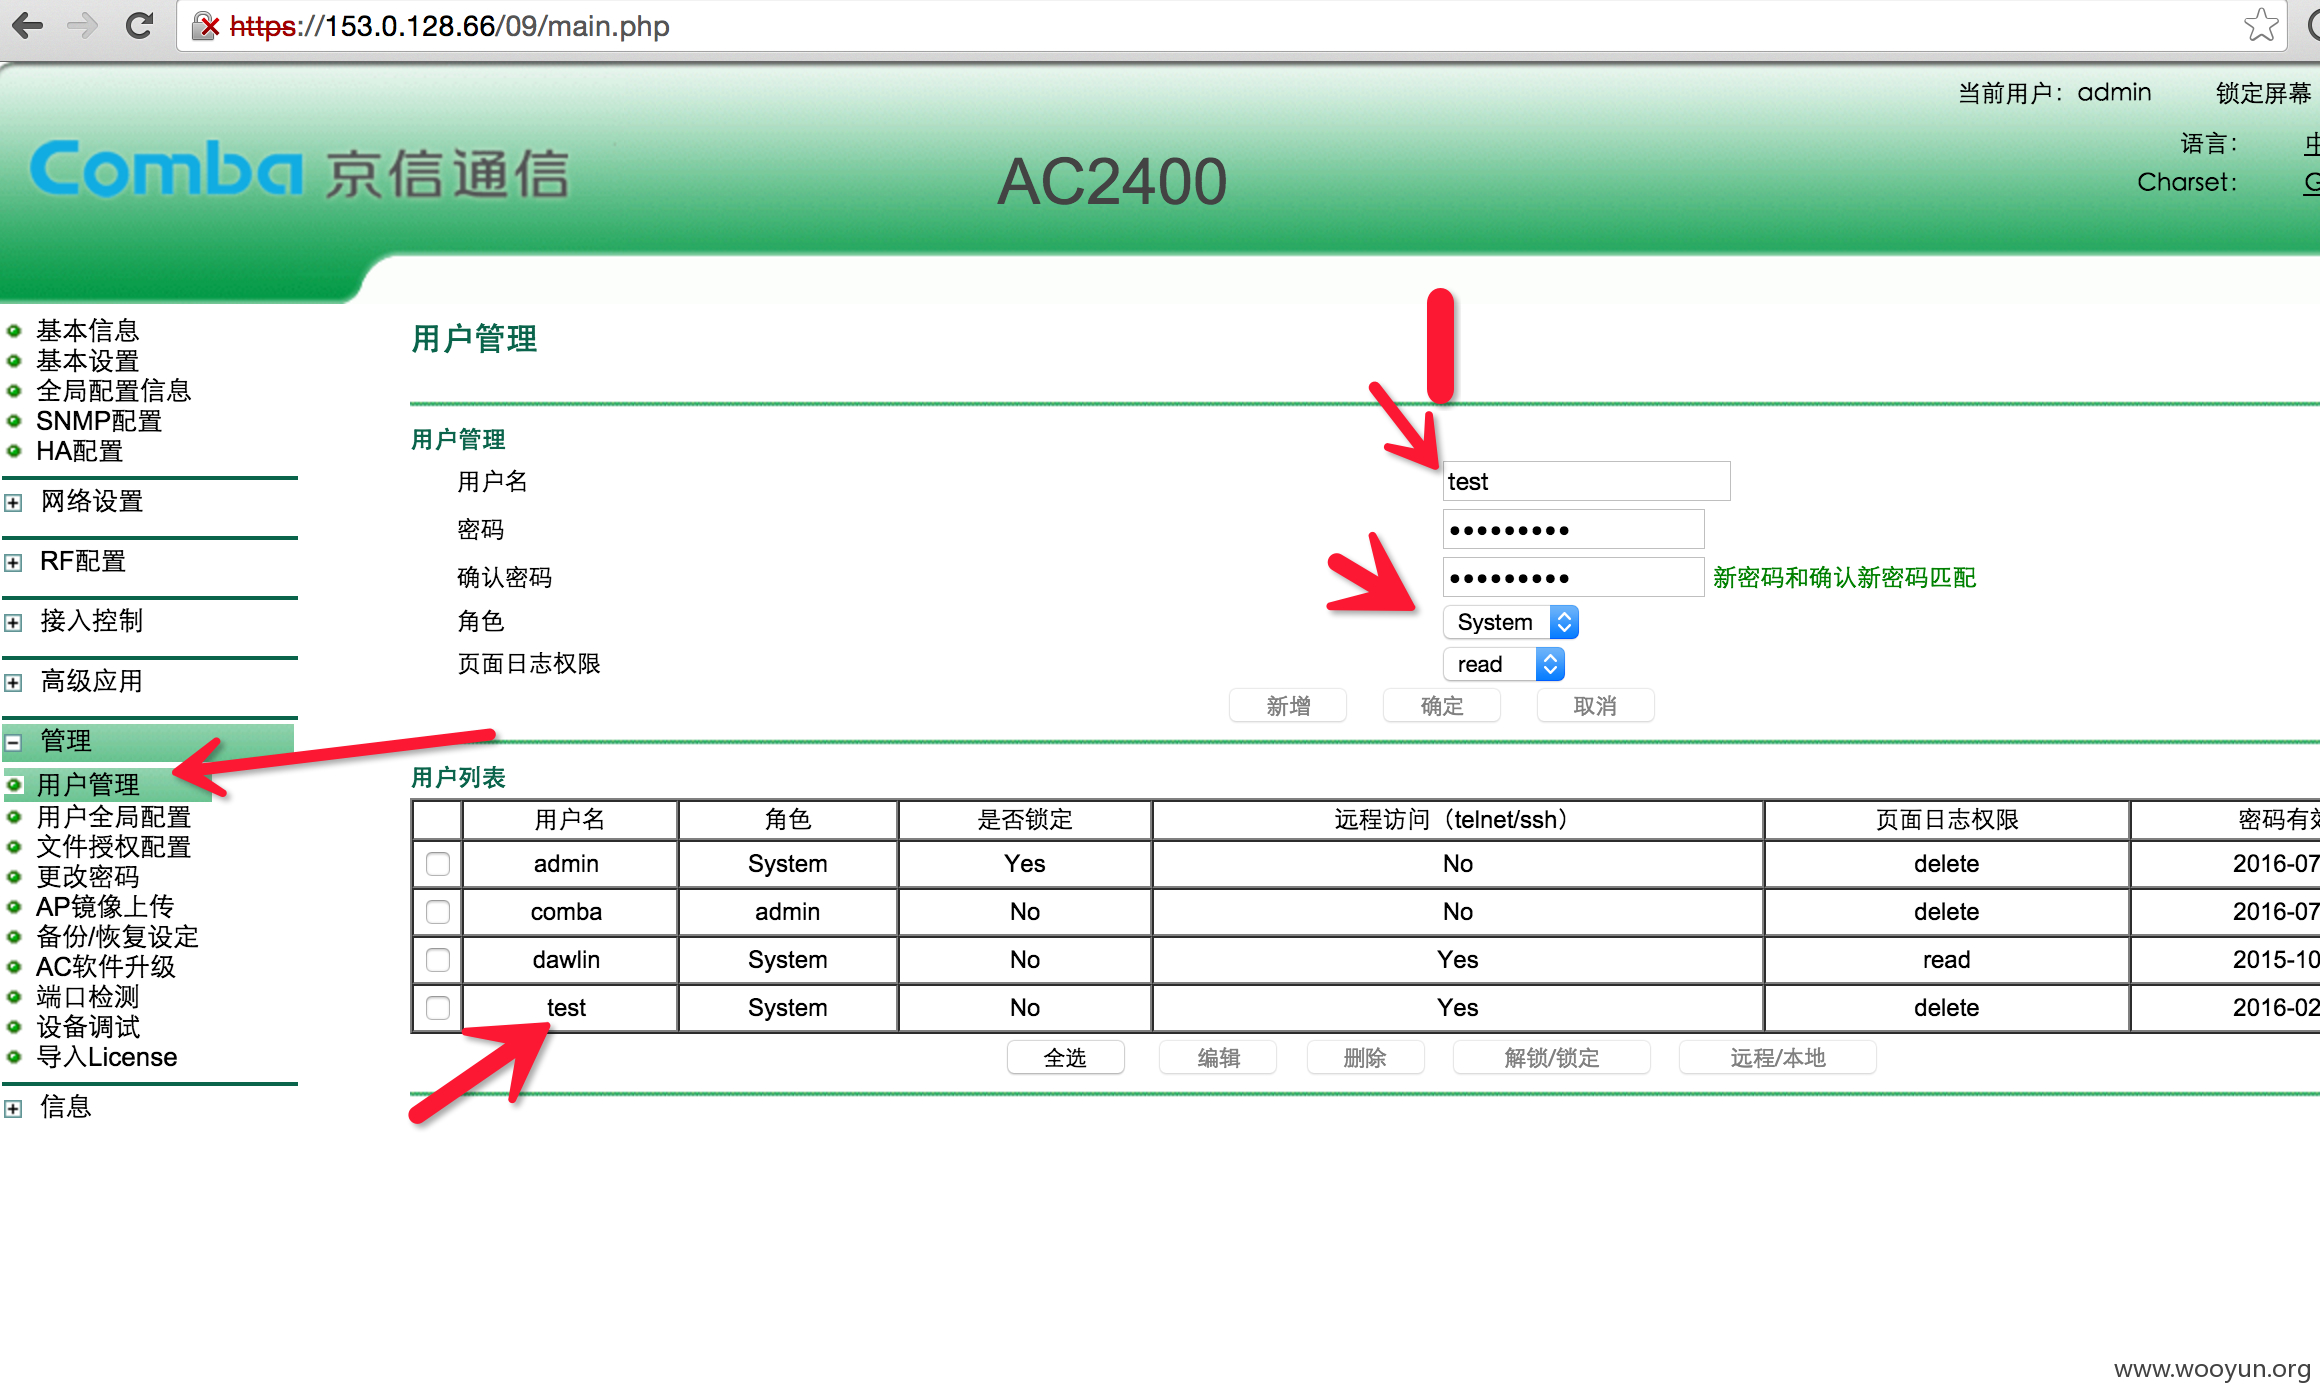 https://153.0.128.66/09/main.php
当前用户: admin 锁定屏幕
Comba 京信通信
AC2400
语言:
Charset:
基本信息
基本设置
全局配置信息
SNMP配置
HA配置
网络设置
RF配置
接入控制
高级应用
管理
用户管理
用户全局配置
文件授权配置
更改密码
AP镜像上传
备份/恢复设定
AC软件升级
端口检测
设备调试
导入License
信息
用户管理
用户管理
用户名 test
密码 •••••••••
确认密码 ••••••••• 新密码和确认新密码匹配
角色 System
页面日志权限 read
新增 确定 取消
用户列表
用户名 角色 是否锁定 远程访问（telnet/ssh） 页面日志权限 密码有
admin System Yes No delete 2016-07
comba admin No No delete 2016-07
dawlin System No Yes read 2015-10
test System No Yes delete 2016-02
全选 编辑 删除 解锁/锁定 远程/本地
www.wooyun.org